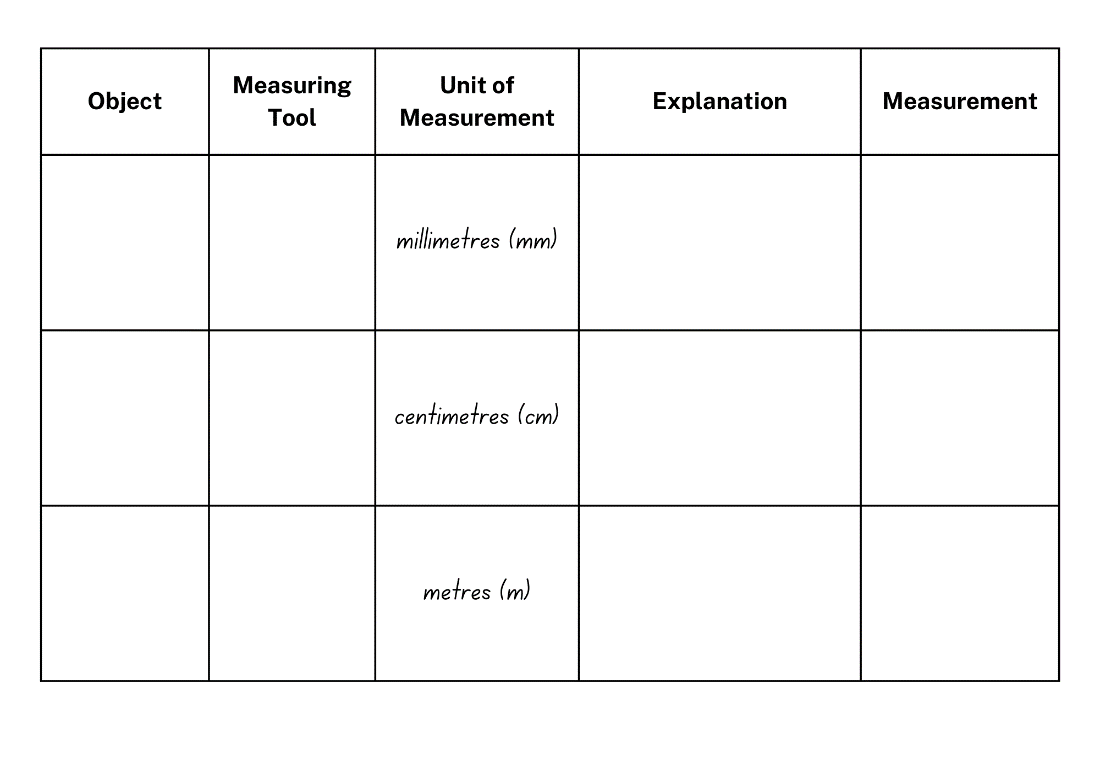 Object
Measuring
Tool
Unit of
Measurement
Explanation
Measurement
millimetres (mm)
centimetres (cm)
metres (m)